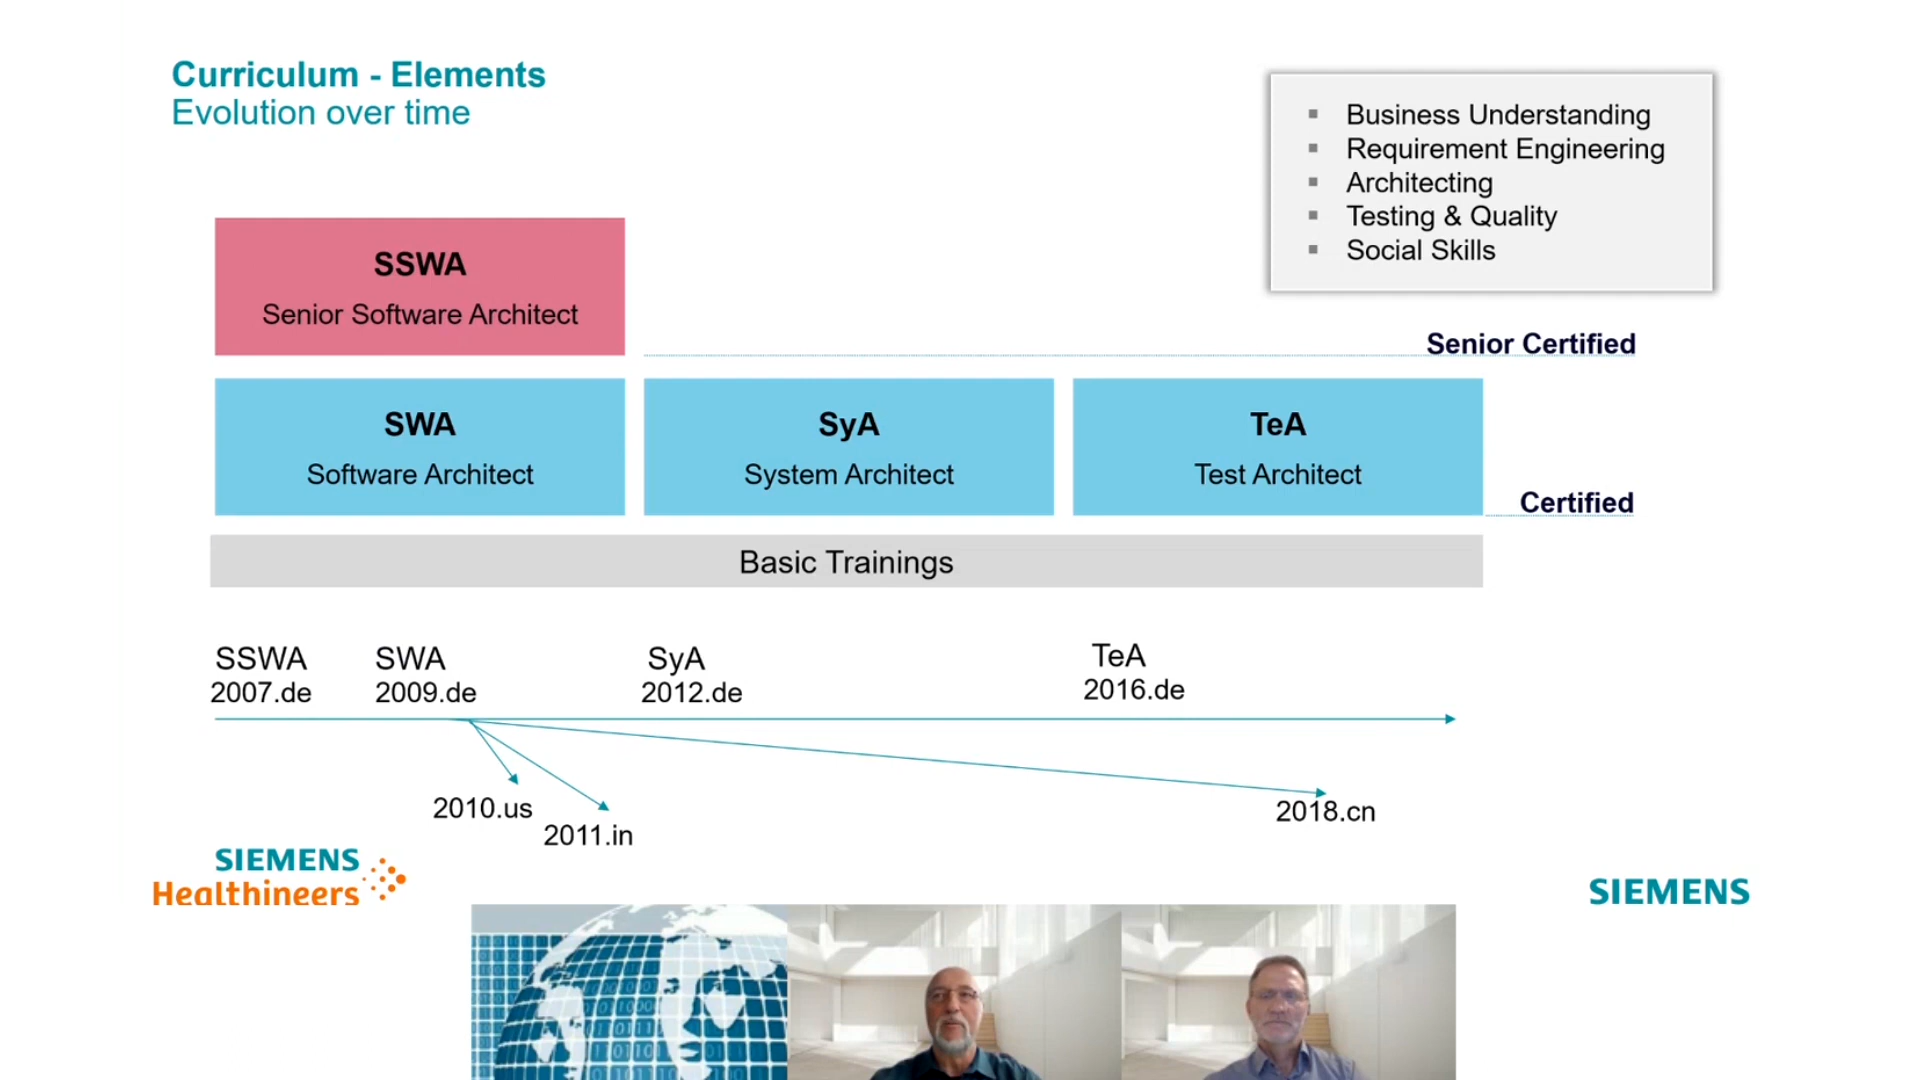 Curriculum - Elements
Evolution over time
Business Understanding
Requirement Engineering
Architecting
Testing & Quality
Social Skills
SSWA
Senior Software Architect
Senior Certified
SWA
Software Architect
SyA
System Architect
TeA
Test Architect
Certified
Basic Trainings
SSWA
2007.de
SWA
2009.de
SyA
2012.de
TeA
2016.de
2010.us
2011.in
2018.cn
SIEMENS
Healthineers
SIEMENS